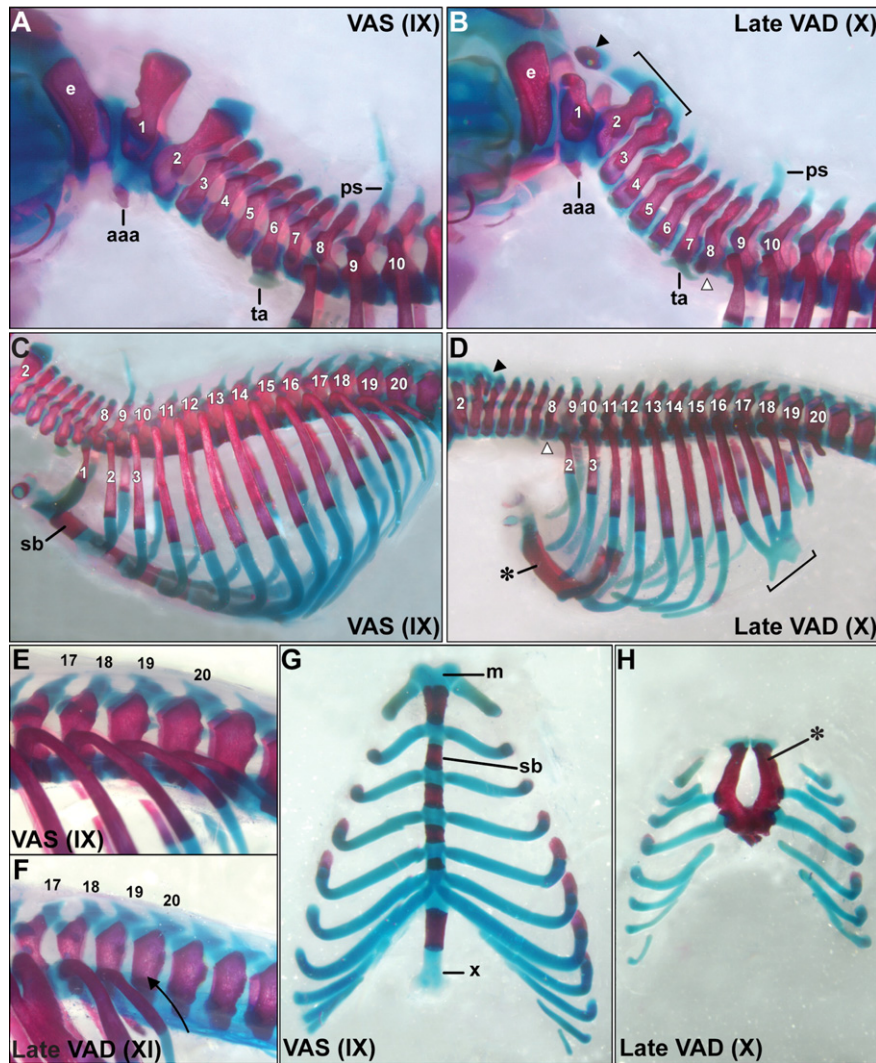 A
VAS (IX)
e
1
2
3
4
5
6
7
8
9
10
ps
aaa
ta
B
Late VAD (X)
e
1
2
3
4
5
6
7
8
9
10
ps
aaa
ta
C
2
8
9
10
11
12
13
14
15
16
17
18
19
20
1
2
3
sb
VAS (IX)
D
2
8
9
10
11
12
13
14
15
16
17
18
19
20
2
3
*
Late VAD (X)
E
17
18
19
20
VAS (IX)
F
17
18
19
20
Late VAD (XI)
G
m
sb
x
VAS (IX)
H
*
Late VAD (X)